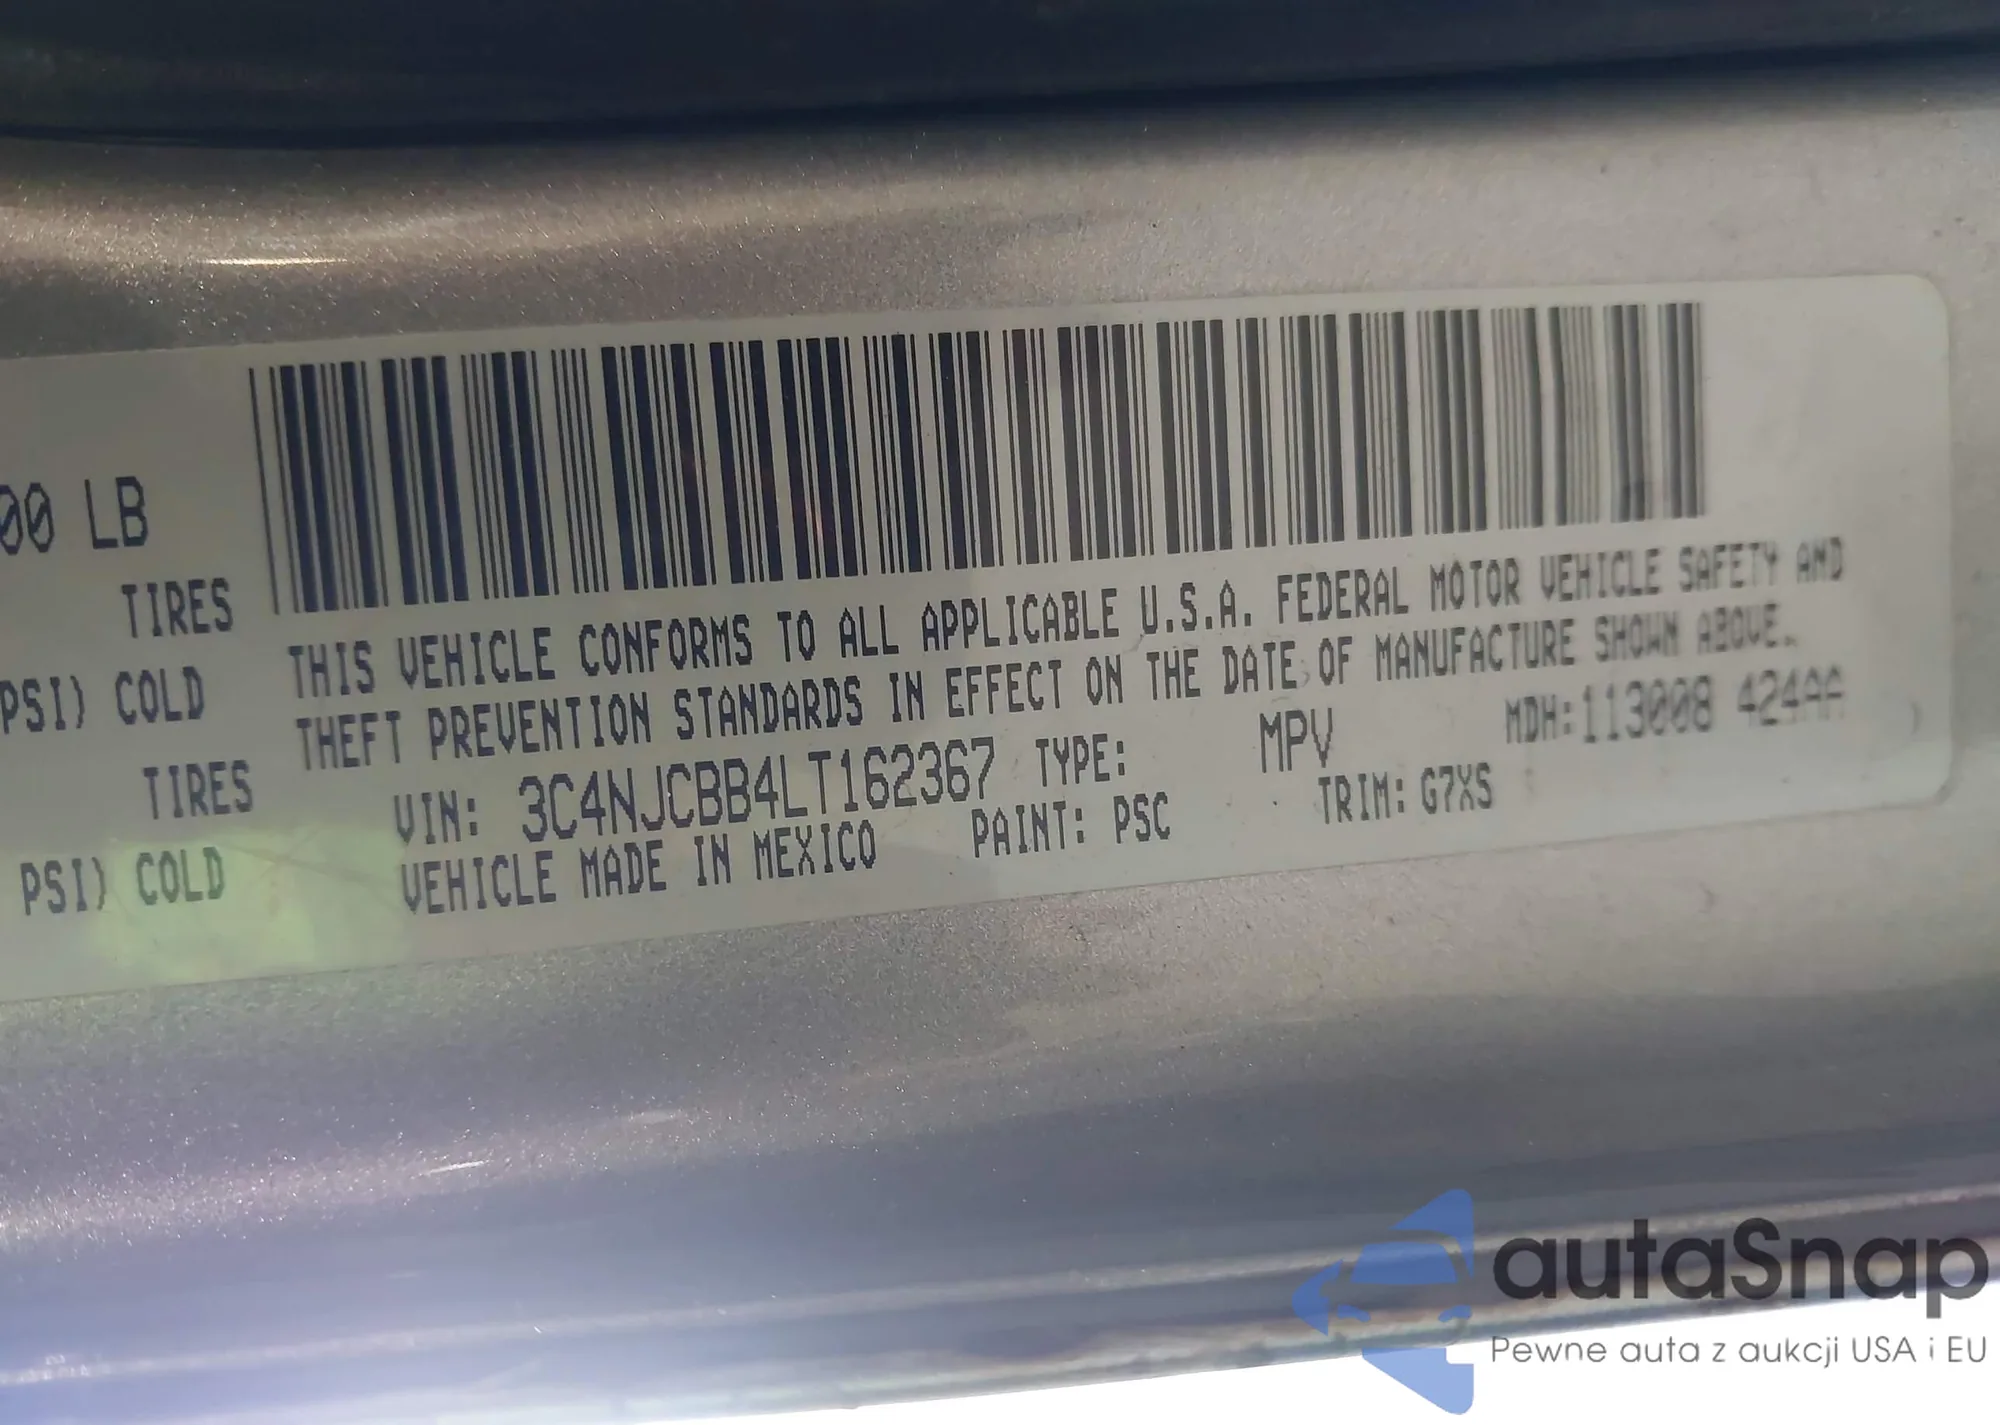 00 LB
TIRES
PSI) COLD
TIRES
PSI) COLD
THIS VEHICLE CONFORMS TO ALL APPLICABLE U.S.A. FEDERAL MOTOR VEHICLE SAFETY AND
THEFT PREVENTION STANDARDS IN EFFECT ON THE DATE OF MANUFACTURE SHOWN ABOVE.
VIN: 3C4NJCBB4LT162367 TYPE: MPV MDH:113008 424AA
VEHICLE MADE IN MEXICO PAINT: PSC TRIM: G7XS
autaSnap
Pewne auta z aukcji USA i EU